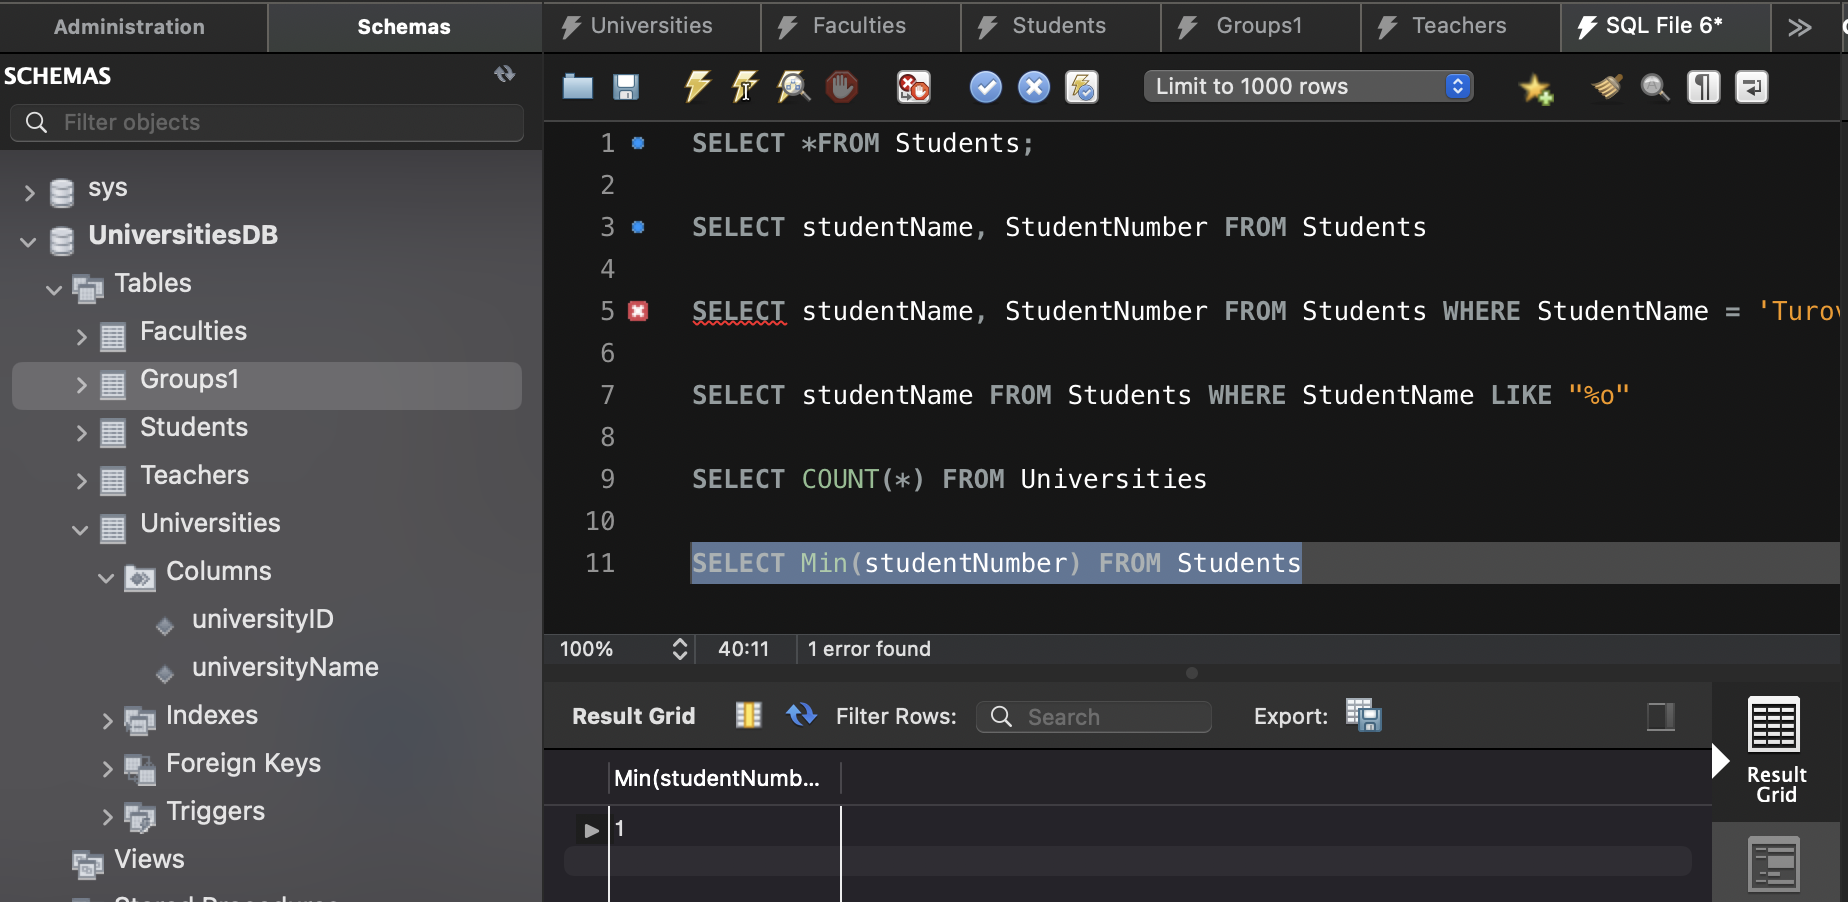 Administration
Schemas
Universities
Faculties
Students
Groups1
Teachers
SQL File 6*
SCHEMAS
Filter objects
Limit to 1000 rows
sys
UniversitiesDB
Tables
Faculties
Groups1
Students
Teachers
Universities
Columns
universityID
universityName
Indexes
Foreign Keys
Triggers
Views
1 SELECT *FROM Students;
2
3 SELECT studentName, StudentNumber FROM Students
4
5 SELECT studentName, StudentNumber FROM Students WHERE StudentName = 'Turov
6
7 SELECT studentName FROM Students WHERE StudentName LIKE "%o"
8
9 SELECT COUNT(*) FROM Universities
10
11 SELECT Min(studentNumber) FROM Students
100% 40:11 1 error found
Result Grid Filter Rows: Search Export:
Min(studentNumb...
1
Result
Grid